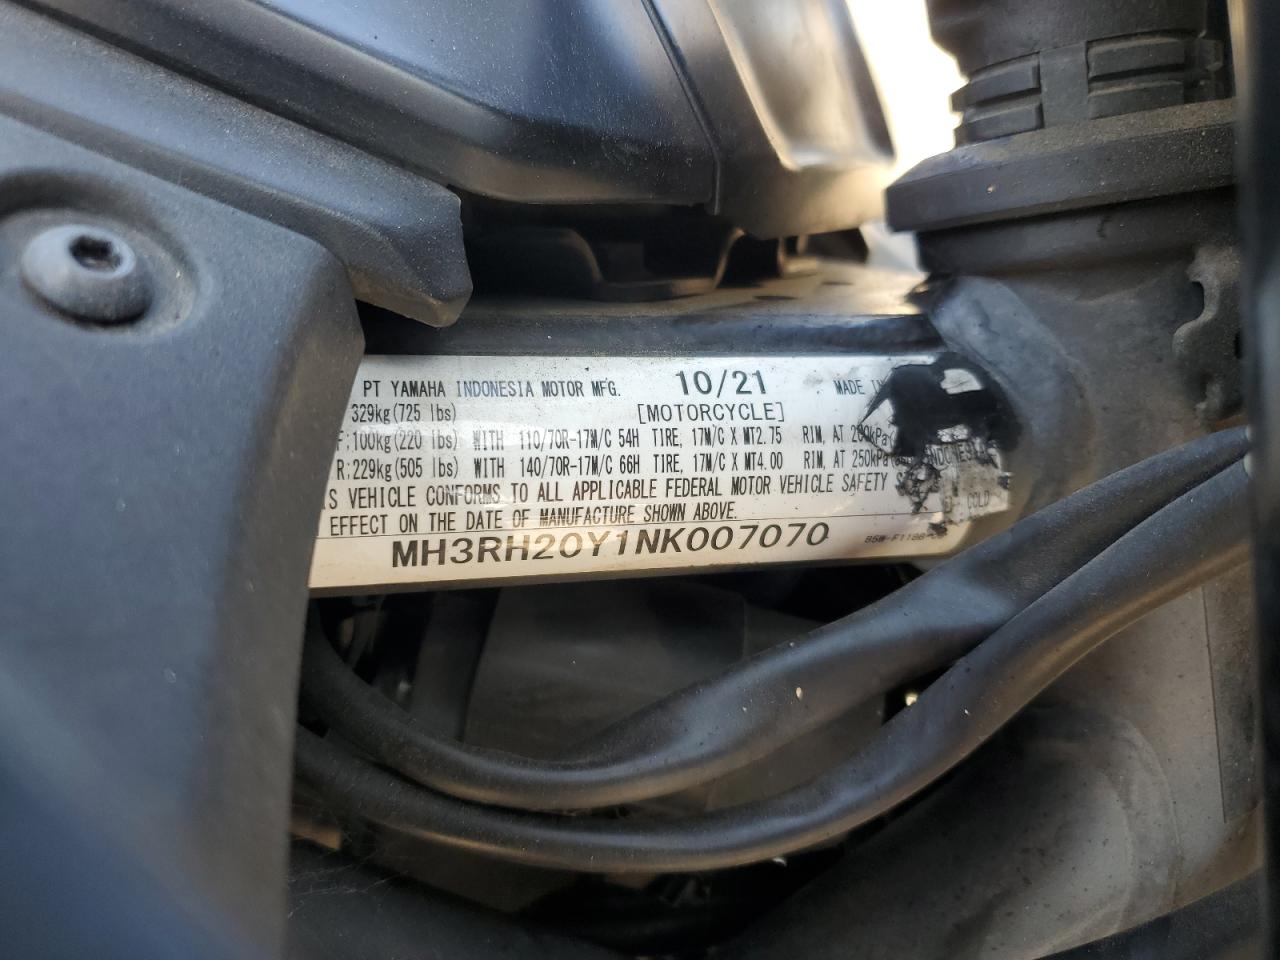 PT YAMAHA INDONESIA MOTOR MFG. 10/21 MADE IN
329kg(725 lbs) [MOTORCYCLE]
F:100kg(220 lbs) WITH 110/70R-17M/C 54H TIRE, 17M/C X MT2.75 RIM, AT
R:229kg(505 lbs) WITH 140/70R-17M/C 66H TIRE, 17M/C X MT4.00 RIM, AT 250kPa
S VEHICLE CONFORMS TO ALL APPLICABLE FEDERAL MOTOR VEHICLE SAFETY S
COLD
EFFECT ON THE DATE OF MANUFACTURE SHOWN ABOVE.
MH3RH20Y1NK007070